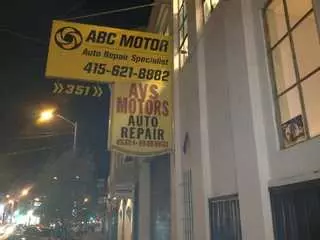 ABC MOTOR
Auto Repair Specialist
415-621-8882
>>351>>
AVS
MOTORS
AUTO
REPAIR